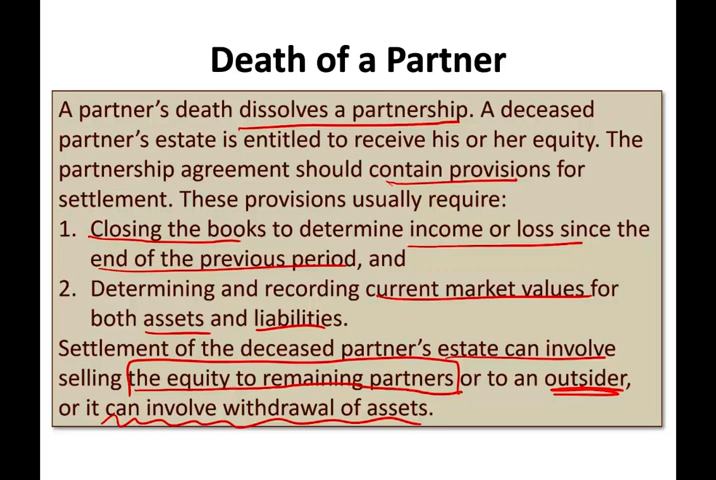 Death of a Partner
A partner's death dissolves a partnership. A deceased
partner's estate is entitled to receive his or her equity. The
partnership agreement should contain provisions for
settlement. These provisions usually require:
1. Closing the books to determine income or loss since the
end of the previous period, and
2. Determining and recording current market values for
both assets and liabilities.
Settlement of the deceased partner's estate can involve
selling the equity to remaining partners or to an outsider,
or it can involve withdrawal of assets.